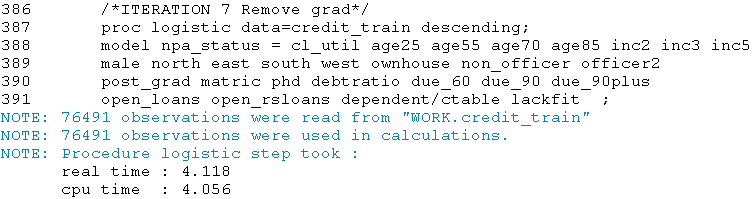 386        /*ITERATION 7 Remove grad*/
387        proc logistic data=credit_train descending;
388        model npa_status = cl_util age25 age55 age70 age85 inc2 inc3 inc5
389        male north east south west ownhouse non_officer officer2
390        post_grad matric phd debtratio due_60 due_90 due_90plus
391        open_loans open_rsloans dependent/ctable lackfit  ;
NOTE: 76491 observations were read from "WORK.credit_train"
NOTE: 76491 observations were used in calculations.
NOTE: Procedure logistic step took :
      real time : 4.118
      cpu time  : 4.056